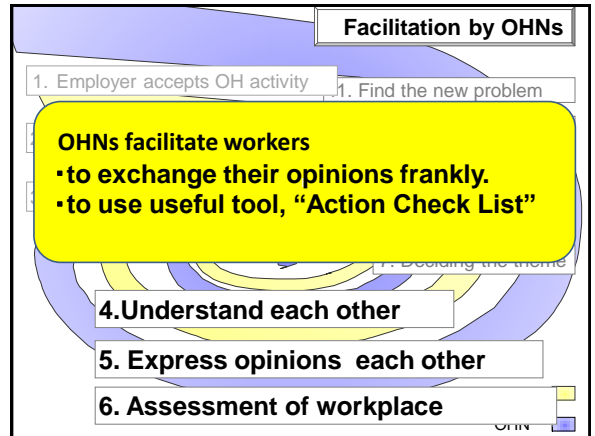 Facilitation by OHNs
1. Employer accepts OH activity
11. Find the new problem
OHNs facilitate workers
▪to exchange their opinions frankly.
▪to use useful tool, “Action Check List”
7. Deciding the theme
4.Understand each other
5. Express opinions each other
6. Assessment of workplace
OHN